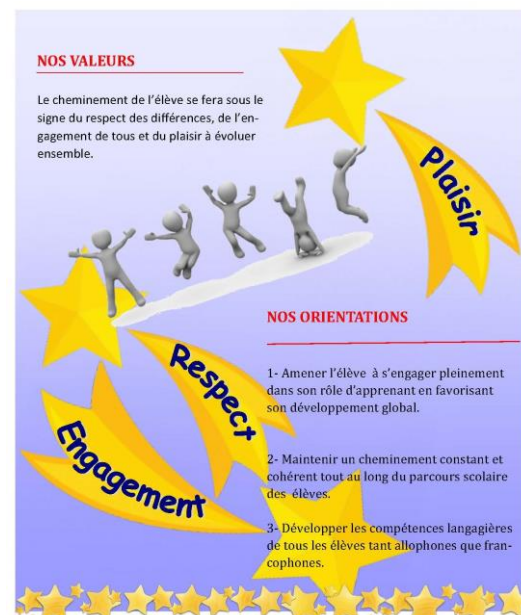 NOS VALEURS
Le cheminement de l'élève se fera sous le
signe du respect des différences, de l'en-
gagement de tous et du plaisir à évoluer
ensemble.
Plaisir
NOS ORIENTATIONS
1- Amener l'élève à s'engager pleinement
dans son rôle d'apprenant en favorisant
son développement global.
Respect
Engagement
2- Maintenir un cheminement constant et
cohérent tout au long du parcours scolaire
des élèves.
3- Développer les compétences langagières
de tous les élèves tant allophones que fran-
cophones.